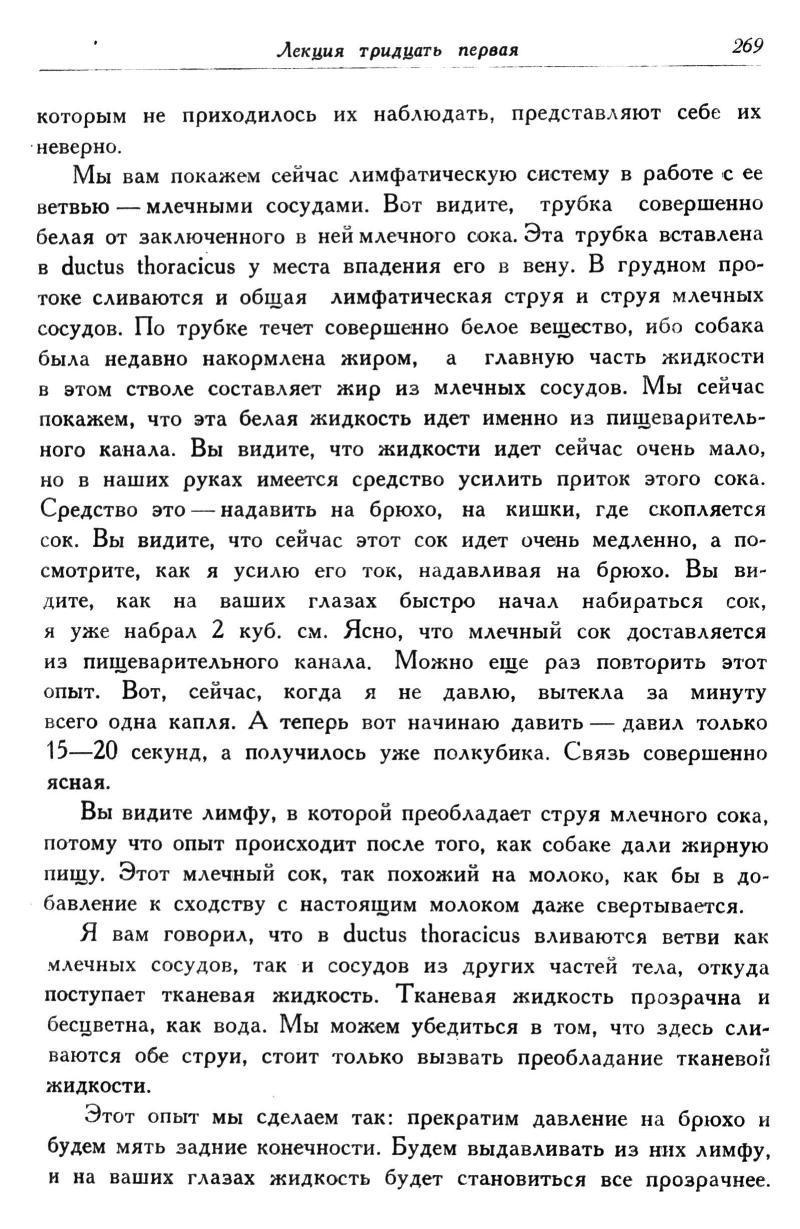 Лекция тридцать первая 269
которым не приходилось их наблюдать, представляют себе их
неверно.
Мы вам покажем сейчас лимфатическую систему в работе с ее
ветвью — млечными сосудами. Вот видите, трубка совершенно
белая от заключенного в ней млечного сока. Эта трубка вставлена
в ductus thoracicus у места впадения его в вену. В грудном про-
токе сливаются и общая лимфатическая струя и струя млечных
сосудов. По трубке течет совершенно белое вещество, ибо собака
была недавно накормлена жиром, а главную часть жидкости
в этом стволе составляет жир из млечных сосудов. Мы сейчас
покажем, что эта белая жидкость идет именно из пищеваритель-
ного канала. Вы видите, что жидкости идет сейчас очень мало,
но в наших руках имеется средство усилить приток этого сока.
Средство это — надавить на брюхо, на кишки, где скопляется
сок. Вы видите, что сейчас этот сок идет очень медленно, а по-
смотрите, как я усилю его ток, надавливая на брюхо. Вы ви-
дите, как на ваших глазах быстро начал набираться сок,
я уже набрал 2 куб. см. Ясно, что млечный сок доставляется
из пищеварительного канала. Можно еще раз повторить этот
опыт. Вот, сейчас, когда я не давлю, вытекла за минуту
всего одна капля. А теперь вот начинаю давить — давил только
15—20 секунд, а получилось уже полкубика. Связь совершенно
ясная.
Вы видите лимфу, в которой преобладает струя млечного сока,
потому что опыт происходит после того, как собаке дали жирную
пищу. Этот млечный сок, так похожий на молоко, как бы в до-
бавление к сходству с настоящим молоком даже свертывается.
Я вам говорил, что в ductus thoracicus вливаются ветви как
млечных сосудов, так и сосудов из других частей тела, откуда
поступает тканевая жидкость. Тканевая жидкость прозрачна и
бесцветна, как вода. Мы можем убедиться в том, что здесь сли-
ваются обе струи, стоит только вызвать преобладание тканевой
жидкости.
Этот опыт мы сделаем так: прекратим давление на брюхо и
будем мять задние конечности. Будем выдавливать из них лимфу,
и на ваших глазах жидкость будет становиться все прозрачнее.